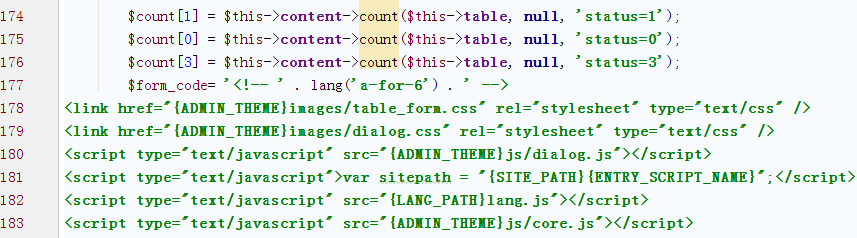 174 $count[1] = $this->content->count($this->table, null, 'status=1');
175 $count[0] = $this->content->count($this->table, null, 'status=0');
176 $count[3] = $this->content->count($this->table, null, 'status=3');
177 $form_code= '<!-- ' . lang('a-for-6') . ' -->
178 <link href="{ADMIN_THEME}images/table_form.css" rel="stylesheet" type="text/css" />
179 <link href="{ADMIN_THEME}images/dialog.css" rel="stylesheet" type="text/css" />
180 <script type="text/javascript" src="{ADMIN_THEME}js/dialog.js"></script>
181 <script type="text/javascript">var sitepath = "{SITE_PATH}{ENTRY_SCRIPT_NAME}";</script>
182 <script type="text/javascript" src="{LANG_PATH}lang.js"></script>
183 <script type="text/javascript" src="{ADMIN_THEME}js/core.js"></script>